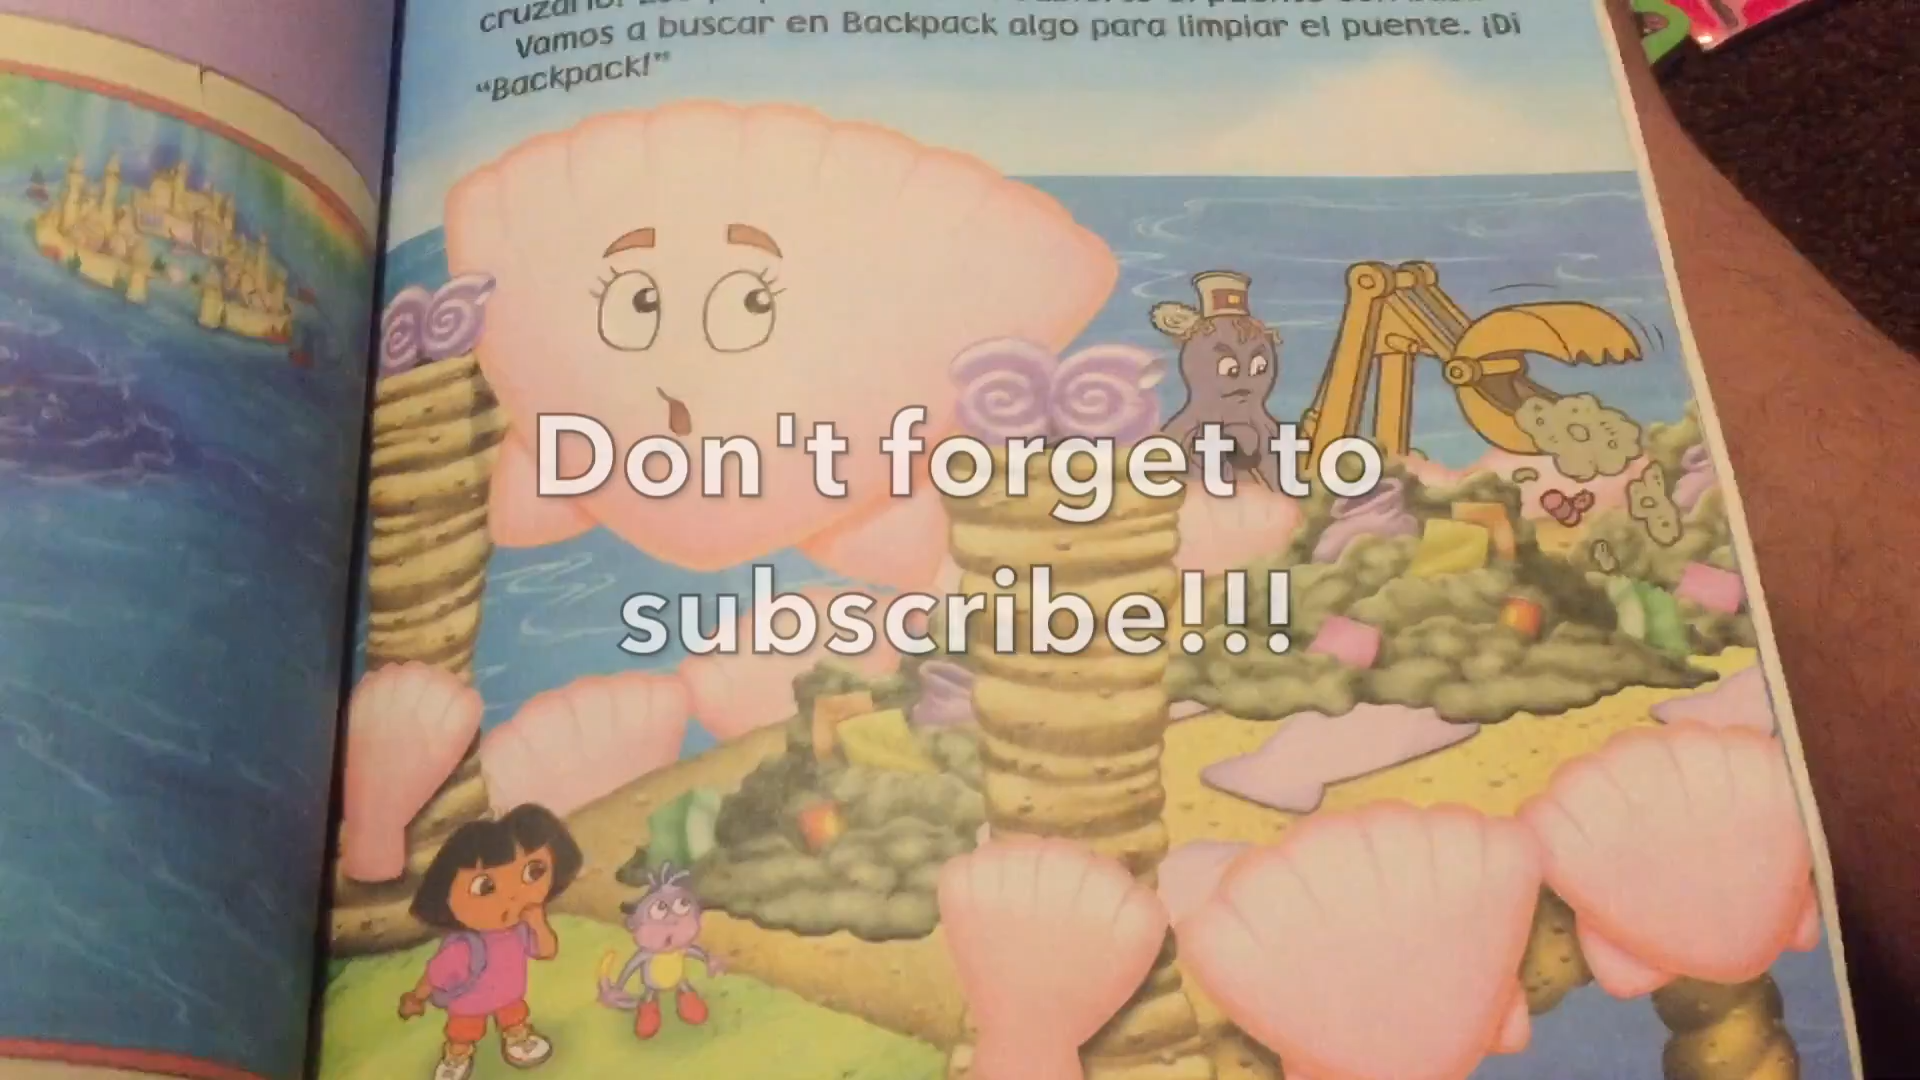 Vamos a buscar en Backpack algo para limpiar el puente. ¡Di
"Backpack!"
Don't forget to
subscribe!!!